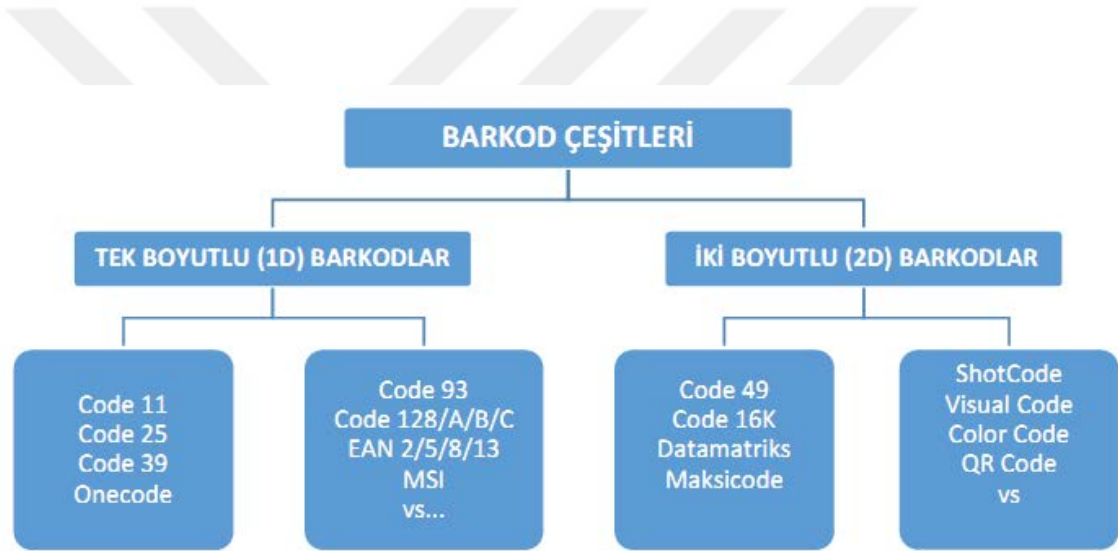 BARKOD ÇEŞİTLERİ
TEK BOYUTLU (1D) BARKODLAR
İKİ BOYUTLU (2D) BARKODLAR
Code 11
Code 25
Code 39
Onecode
Code 93
Code 128/A/B/C
EAN 2/5/8/13
MSI
vs...
Code 49
Code 16K
Datamatriks
Maksicode
ShotCode
Visual Code
Color Code
QR Code
vs